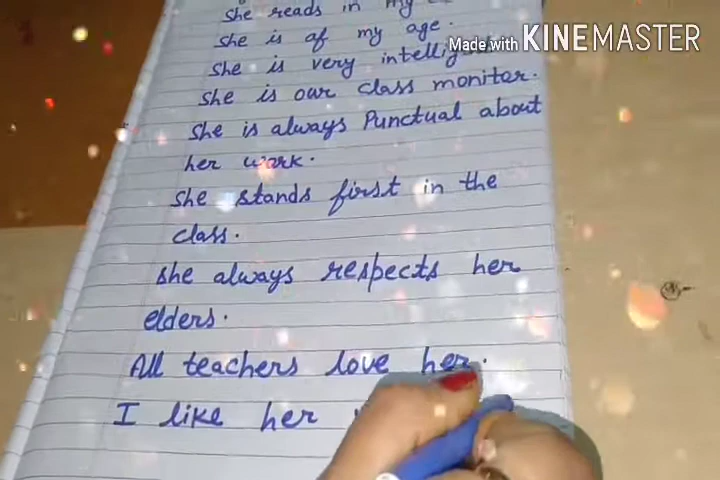 she reads in my
she is of my age.
Made with KINEMASTER
she is very intellig
she is our class monitor.
she is always Punctual about
her work.
she stands first in the
class.
she always respects her
elders.
All teachers love her.
I like her